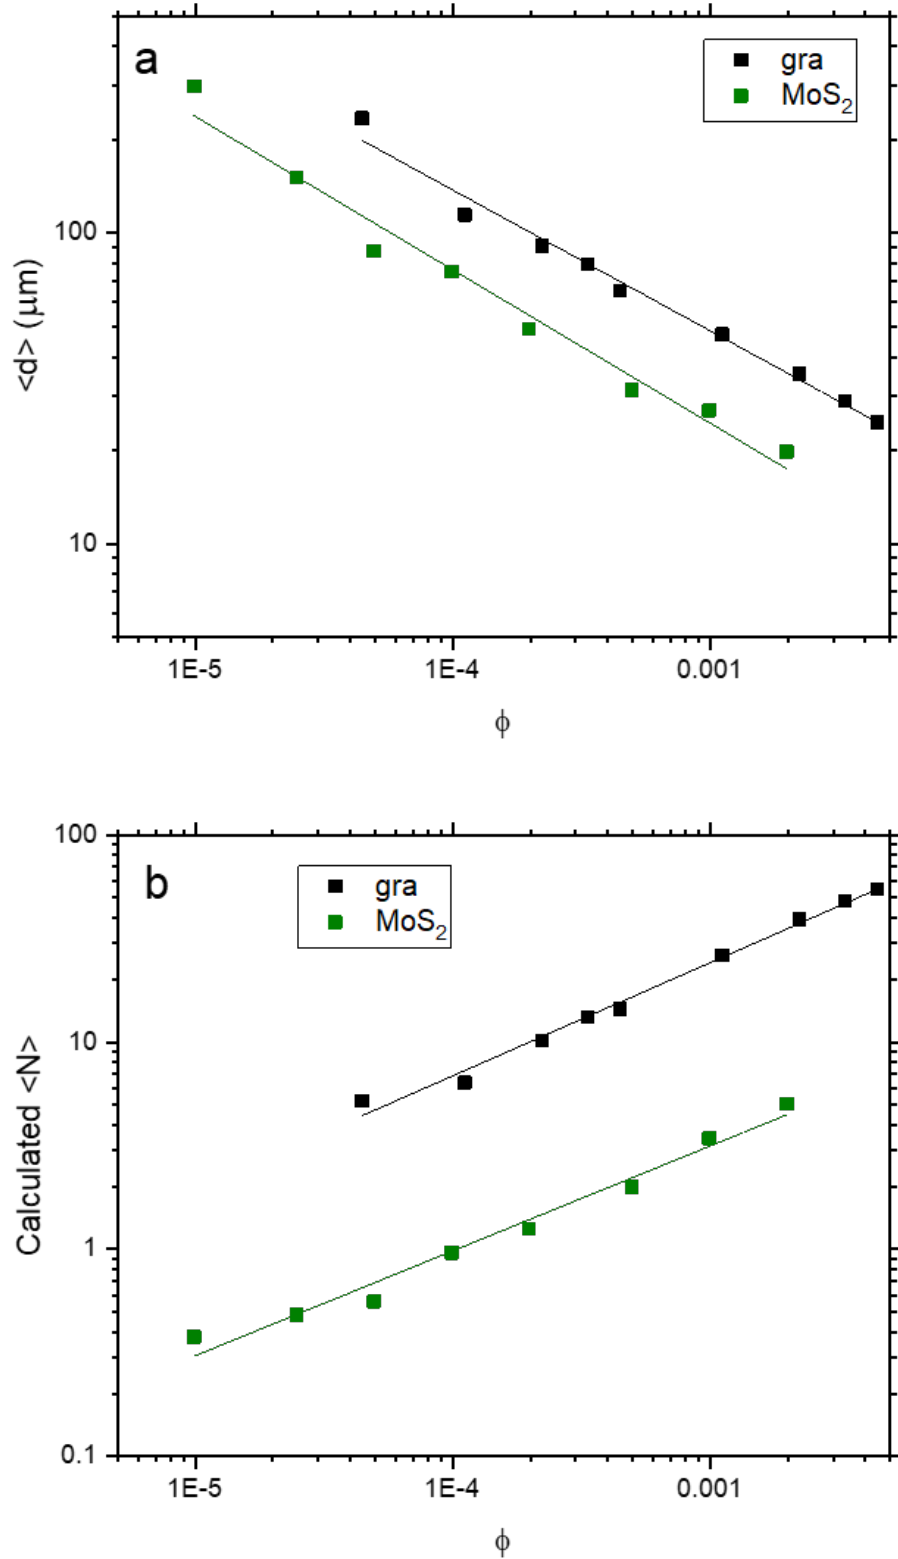 a
gra
MoS₂
100
10
<d> (μm)
1E-5 1E-4 0.001
ϕ
100
b
gra
MoS₂
10
1
0.1
Calculated <N>
1E-5 1E-4 0.001
ϕ